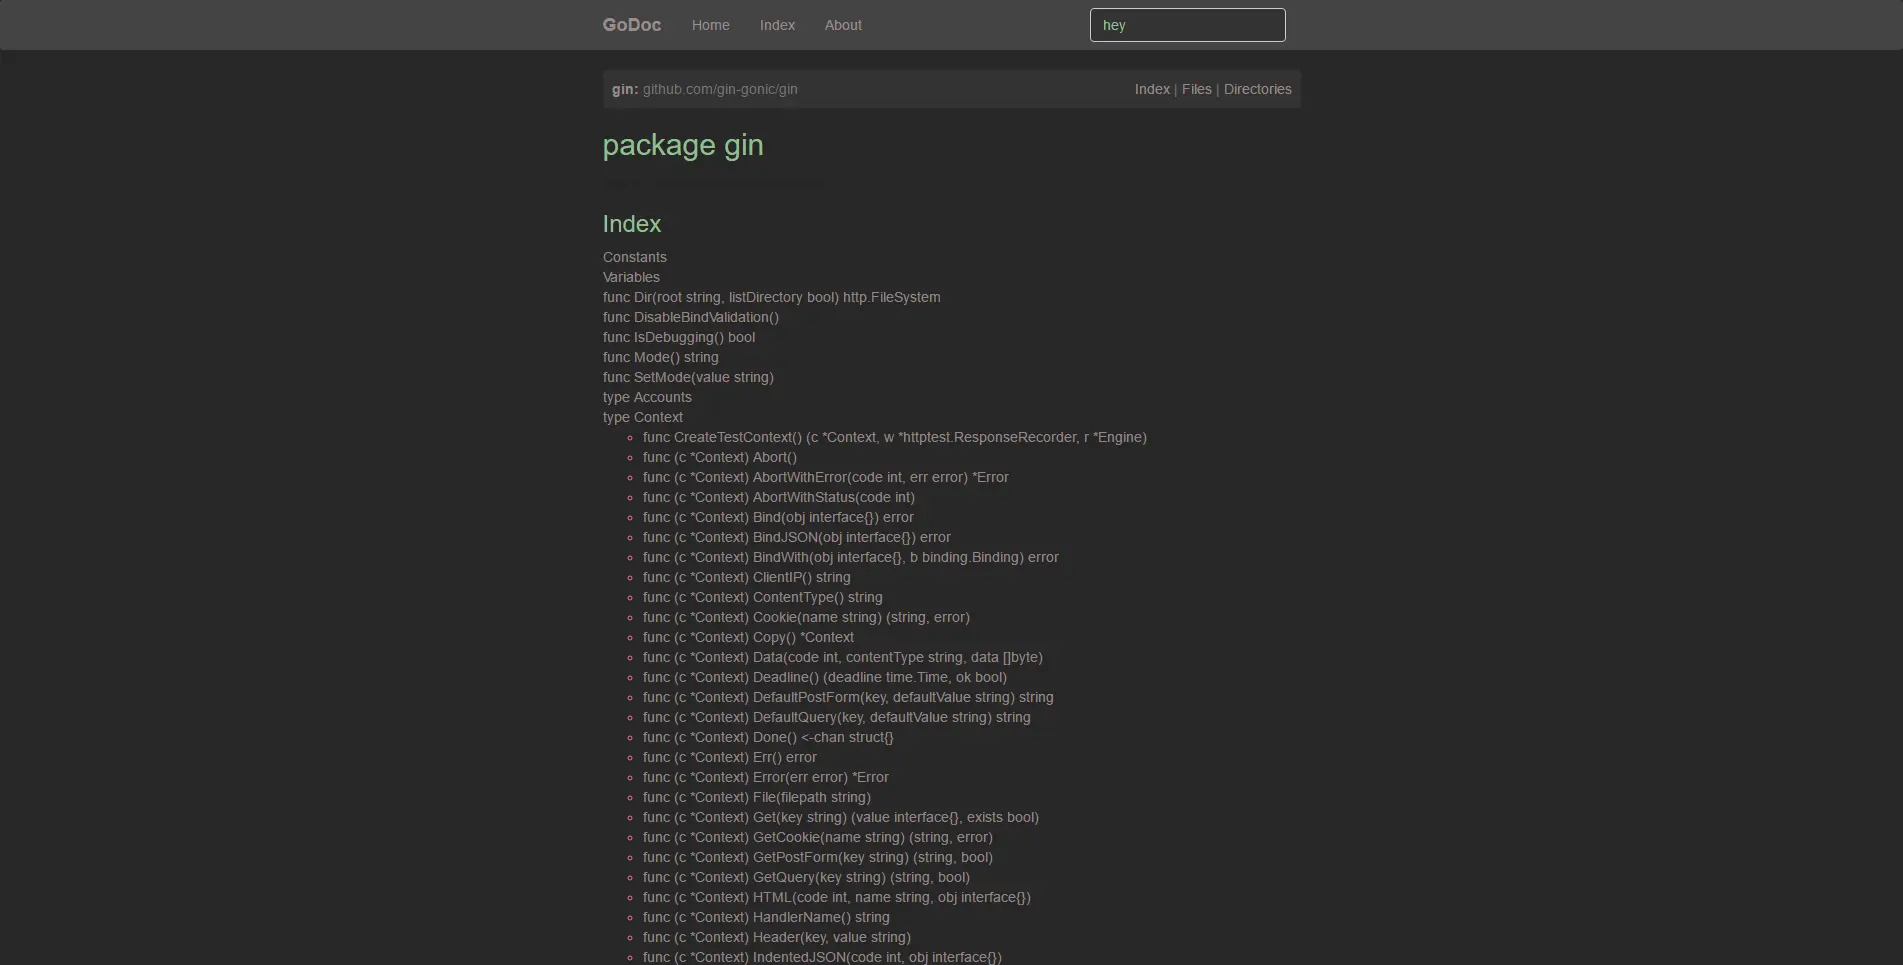 GoDoc Home Index About hey
gin: github.com/gin-gonic/gin Index | Files | Directories
package gin
Index
Constants
Variables
func Dir(root string, listDirectory bool) http.FileSystem
func DisableBindValidation()
func IsDebugging() bool
func Mode() string
func SetMode(value string)
type Accounts
type Context
func CreateTestContext() (c *Context, w *httptest.ResponseRecorder, r *Engine)
func (c *Context) Abort()
func (c *Context) AbortWithError(code int, err error) *Error
func (c *Context) AbortWithStatus(code int)
func (c *Context) Bind(obj interface{}) error
func (c *Context) BindJSON(obj interface{}) error
func (c *Context) BindWith(obj interface{}, b binding.Binding) error
func (c *Context) ClientIP() string
func (c *Context) ContentType() string
func (c *Context) Cookie(name string) (string, error)
func (c *Context) Copy() *Context
func (c *Context) Data(code int, contentType string, data []byte)
func (c *Context) Deadline() (deadline time.Time, ok bool)
func (c *Context) DefaultPostForm(key, defaultValue string) string
func (c *Context) DefaultQuery(key, defaultValue string) string
func (c *Context) Done() <-chan struct{}
func (c *Context) Err() error
func (c *Context) Error(err error) *Error
func (c *Context) File(filepath string)
func (c *Context) Get(key string) (value interface{}, exists bool)
func (c *Context) GetCookie(name string) (string, error)
func (c *Context) GetPostForm(key string) (string, bool)
func (c *Context) GetQuery(key string) (string, bool)
func (c *Context) HTML(code int, name string, obj interface{})
func (c *Context) HandlerName() string
func (c *Context) Header(key, value string)
func (c *Context) IndentedJSON(code int, obj interface{})